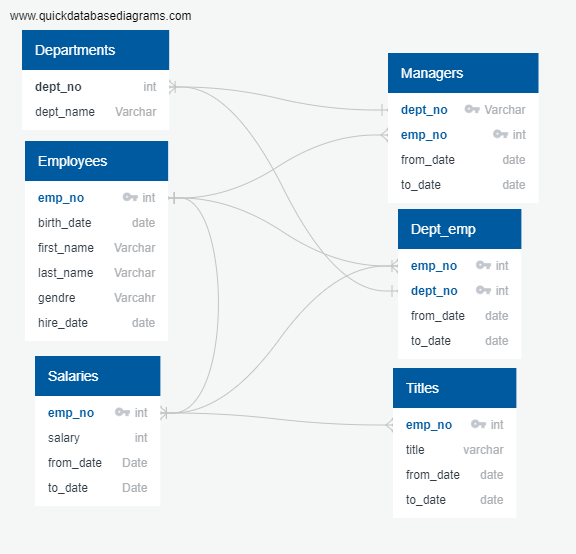 www.quickdatabasediagrams.com
Departments
dept_no int
dept_name Varchar
Employees
emp_no int
birth_date date
first_name Varchar
last_name Varchar
gendre Varcahr
hire_date date
Salaries
emp_no int
salary int
from_date Date
to_date Date
Managers
dept_no Varchar
emp_no int
from_date date
to_date date
Dept_emp
emp_no int
dept_no int
from_date date
to_date date
Titles
emp_no int
title varchar
from_date date
to_date date